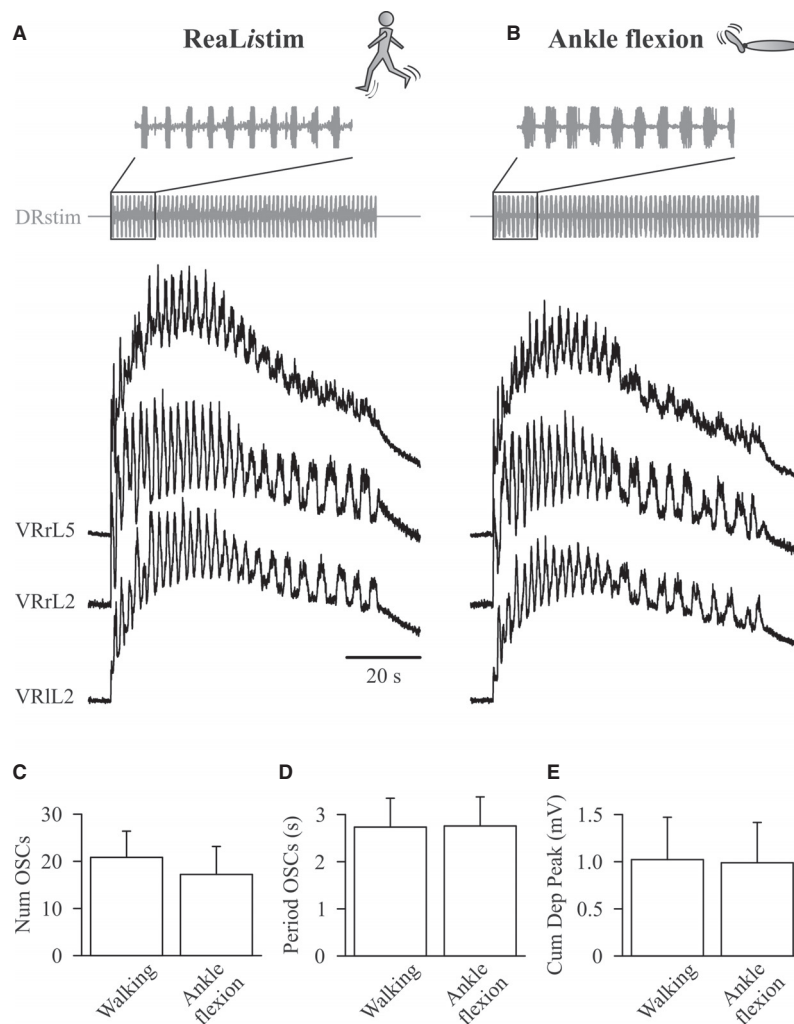 A
ReaListim
B
Ankle flexion
DRstim
VRrL5
VRrL2
VRlL2
20 s
C
Num OSCs
30
20
10
0
Walking
Ankle
flexion
D
Period OSCs (s)
3
2
1
0
Walking
Ankle
flexion
E
Cum Dep Peak (mV)
1.5
1.0
0.5
0
Walking
Ankle
flexion